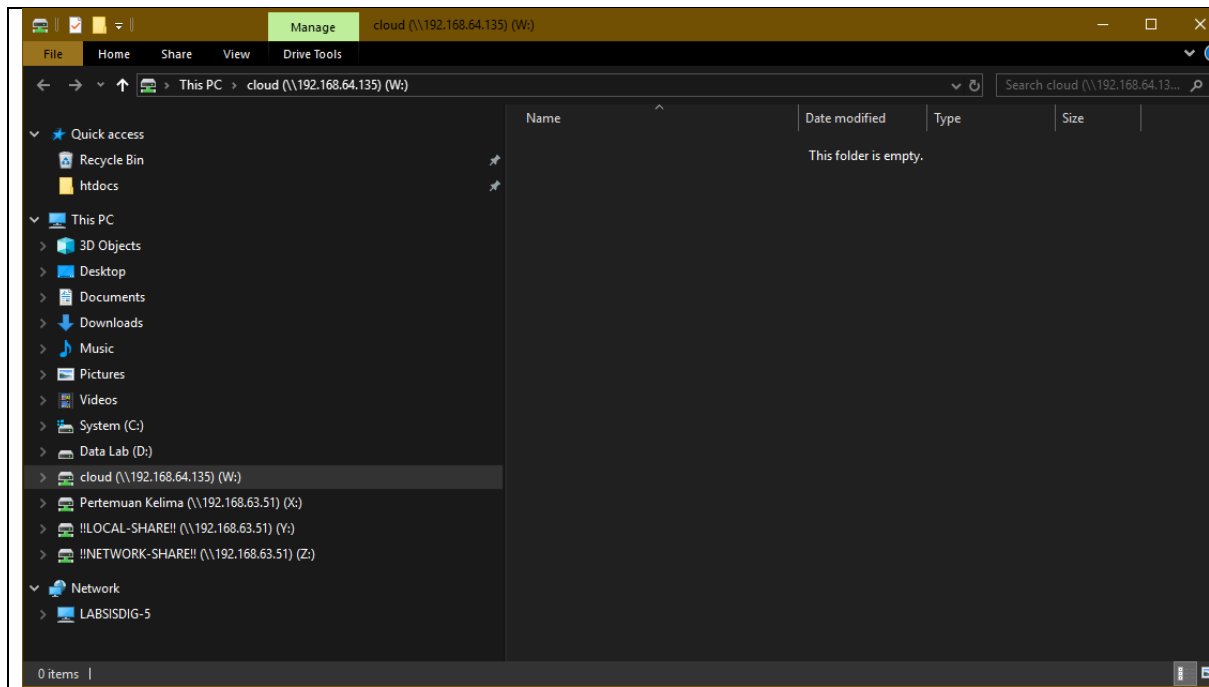 Manage cloud (\\192.168.64.135) (W:)
File Home Share View Drive Tools
This PC cloud (\\192.168.64.135) (W:) Search cloud (\\192.168.64.13...
Name Date modified Type Size
This folder is empty.
Quick access
Recycle Bin
htdocs
This PC
3D Objects
Desktop
Documents
Downloads
Music
Pictures
Videos
System (C:)
Data Lab (D:)
cloud (\\192.168.64.135) (W:)
Pertemuan Kelima (\\192.168.63.51) (X:)
!!LOCAL-SHARE!! (\\192.168.63.51) (Y:)
!!NETWORK-SHARE!! (\\192.168.63.51) (Z:)
Network
LABSISDIG-5
0 items